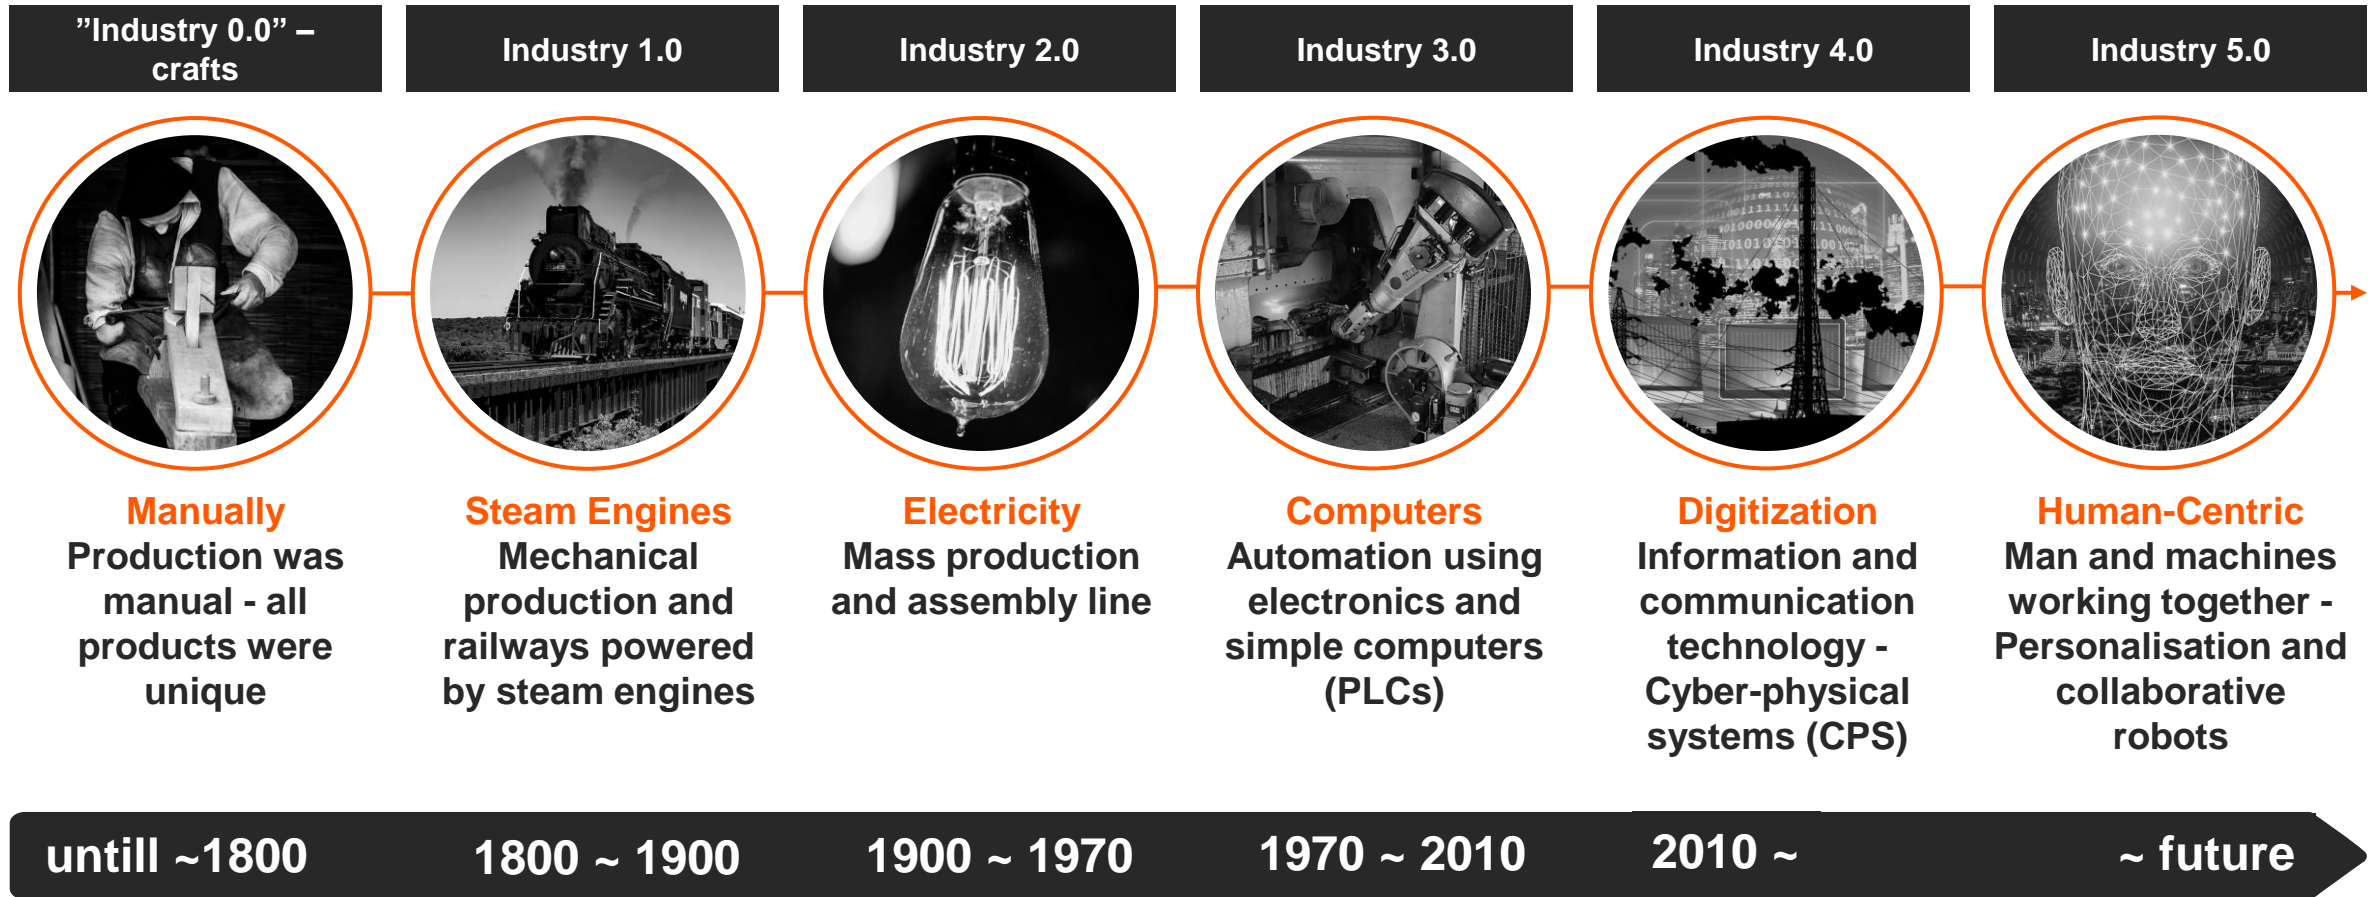 ”Industry 0.0” –
crafts
Industry 1.0
Industry 2.0
Industry 3.0
Industry 4.0
Industry 5.0
Manually
Production was
manual - all
products were
unique
Steam Engines
Mechanical
production and
railways powered
by steam engines
Electricity
Mass production
and assembly line
Computers
Automation using
electronics and
simple computers
(PLCs)
Digitization
Information and
communication
technology -
Cyber-physical
systems (CPS)
Human-Centric
Man and machines
working together -
Personalisation and
collaborative
robots
untill ~1800
1800 ~ 1900
1900 ~ 1970
1970 ~ 2010
2010 ~
~ future